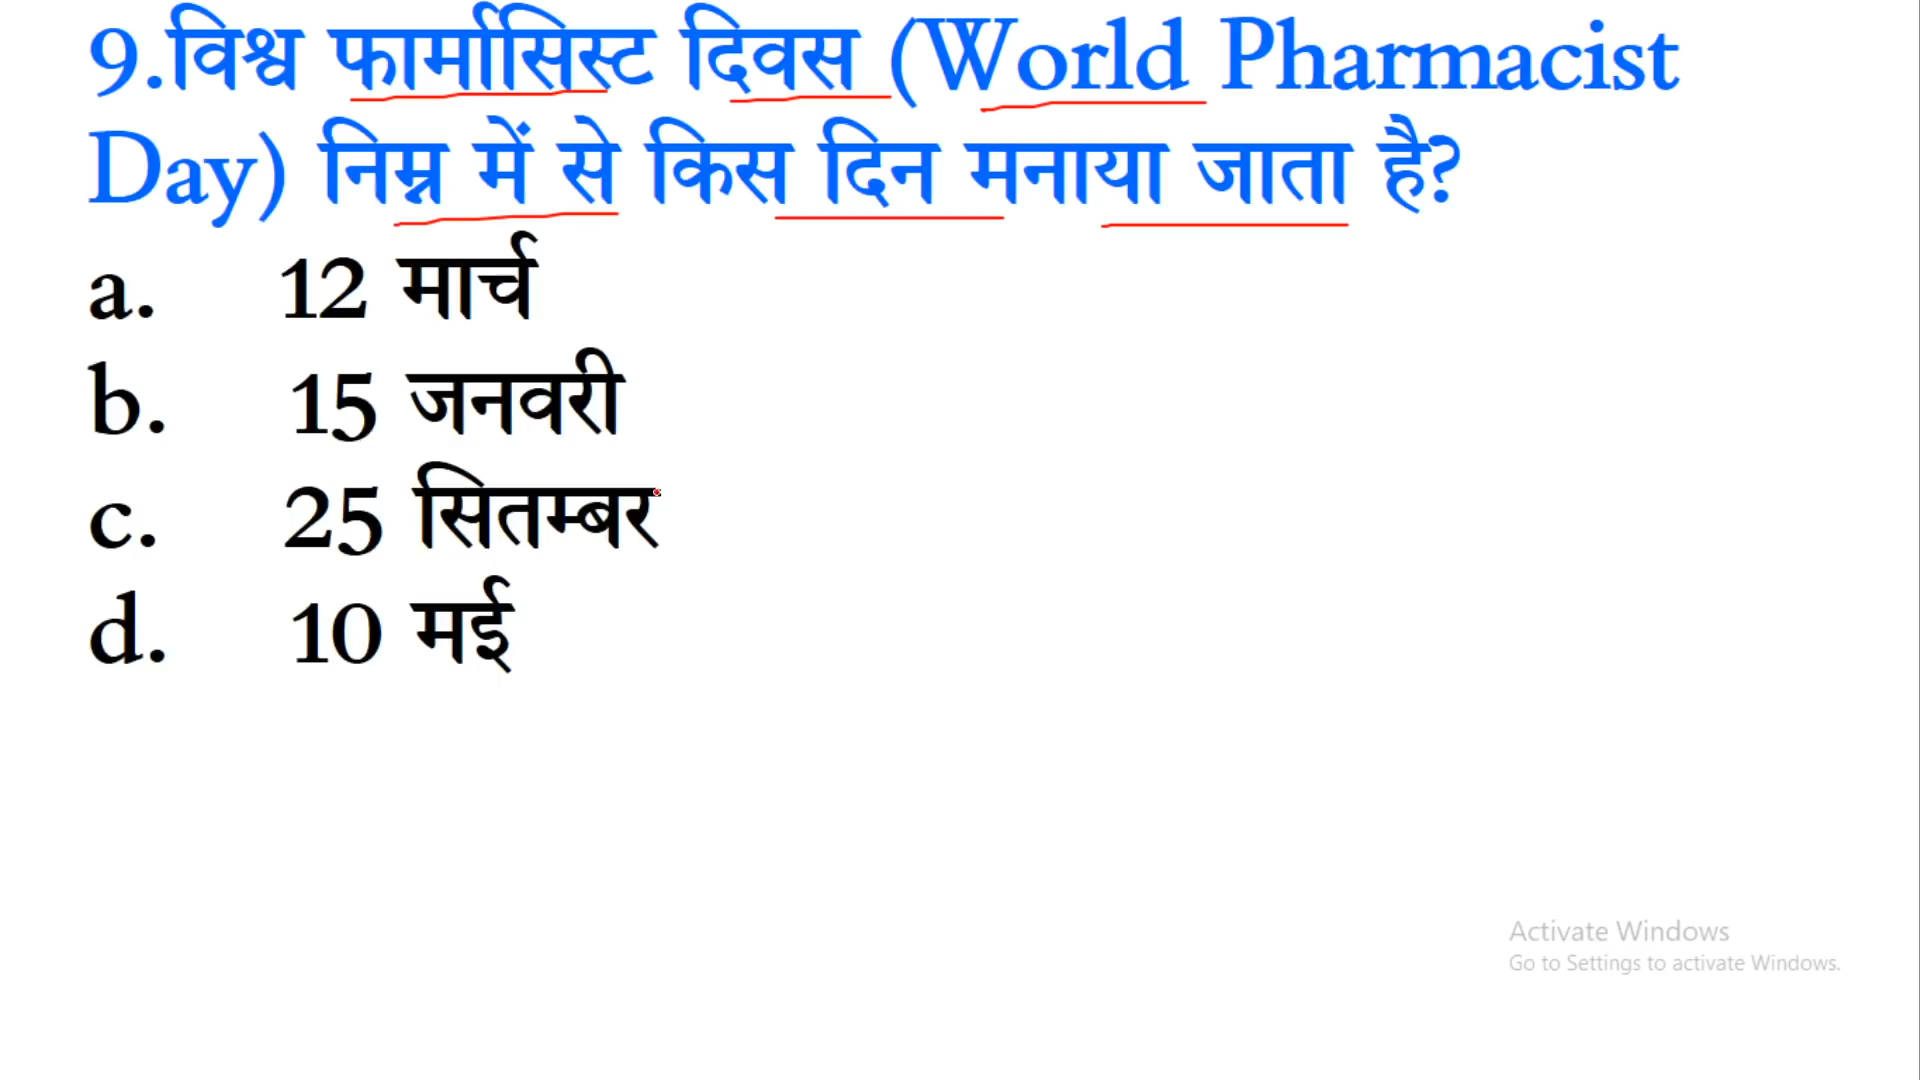 9.विश्व फार्मासिस्ट दिवस (World Pharmacist
Day) निम्न में से किस दिन मनाया जाता है?
a. 12 मार्च
b. 15 जनवरी
c. 25 सितम्बर
d. 10 मई
Activate Windows
Go to Settings to activate Windows.